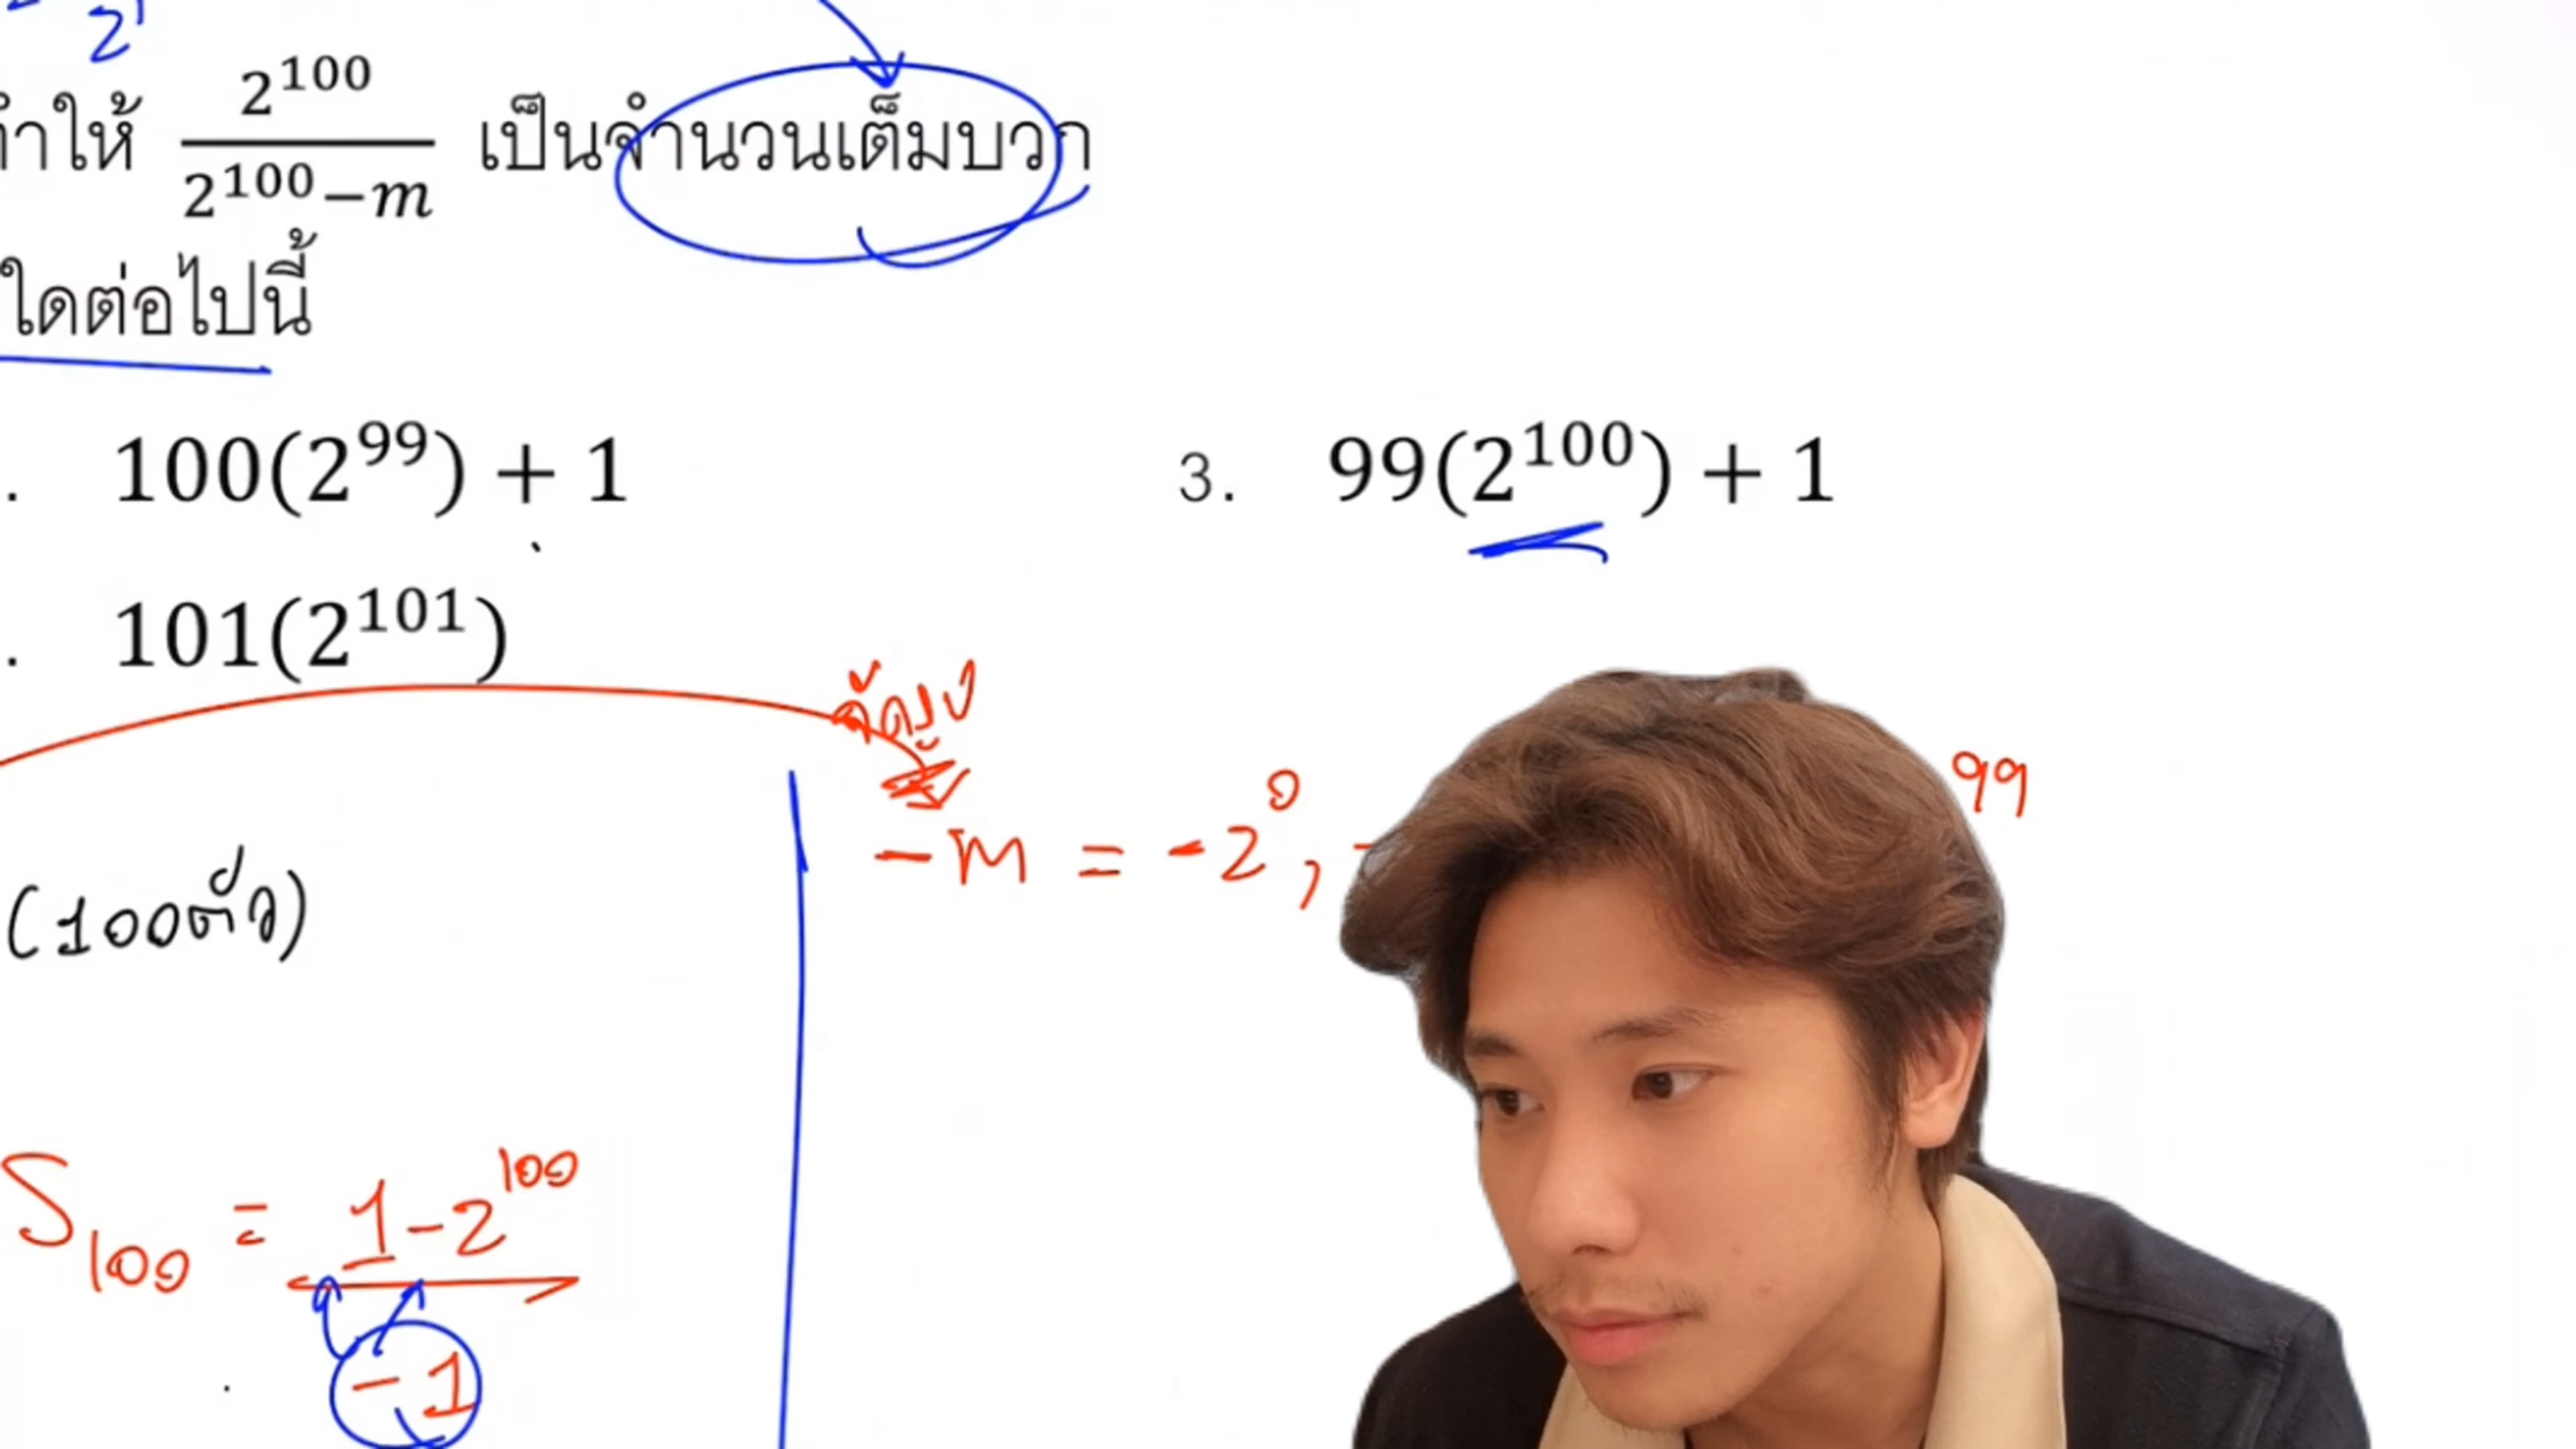 2
ทำให้ 2^100 / 2^100−m เป็นจำนวนเต็มบวก
ใดต่อไปนี้
. 100(2^99) + 1
3. 99(2^100) + 1
. 101(2^101)
จัดรูป
-m = -2^0, - 99
(100ตัว)
S100 = 1-2^100
-1